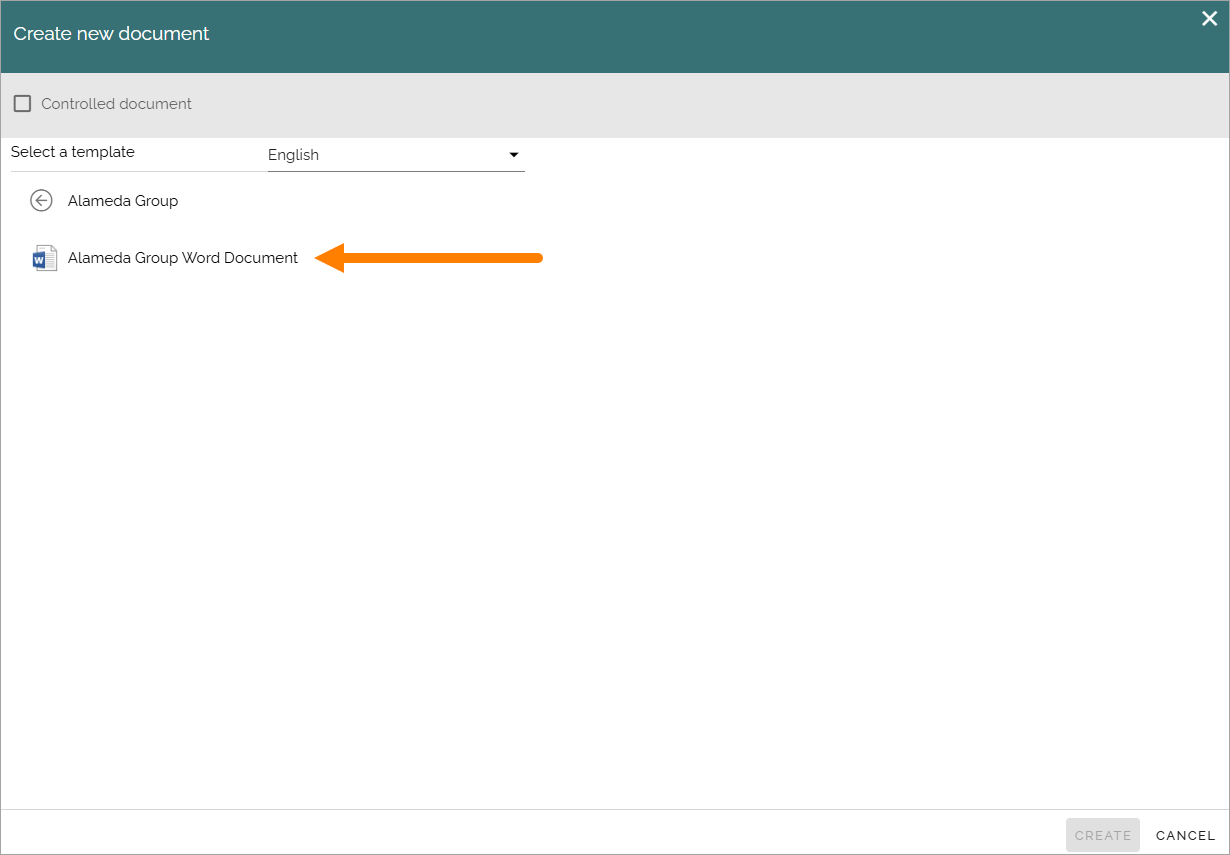 Create new document
Controlled document
Select a template
English
Alameda Group
W
Alameda Group Word Document
CREATE
CANCEL